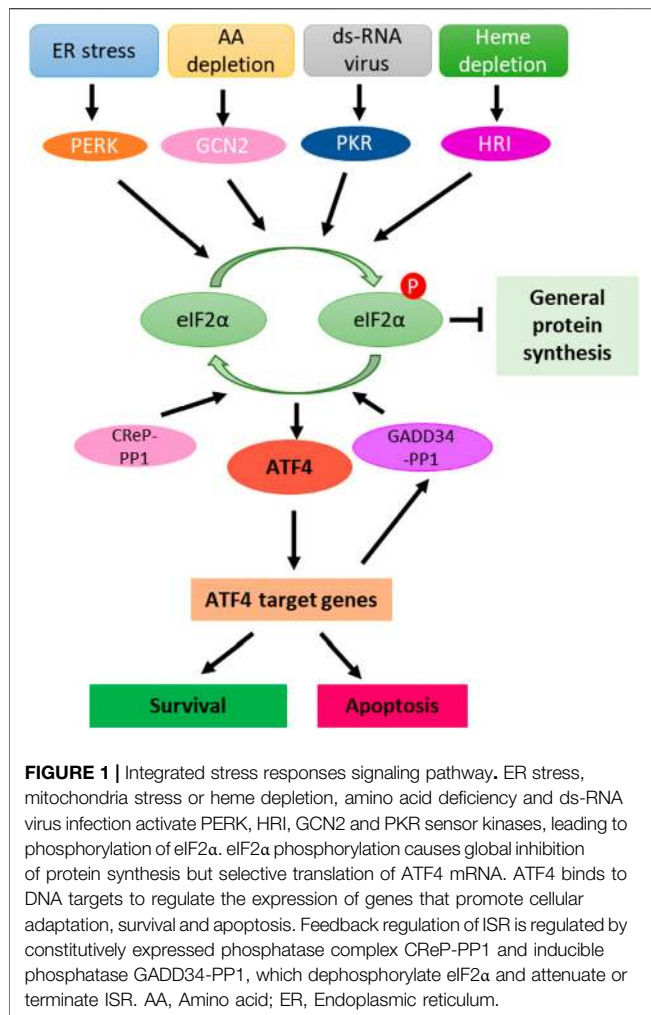 ER stress
AA
depletion
ds-RNA
virus
Heme
depletion
PERK
GCN2
PKR
HRI
eIF2α
eIF2α
P
General
protein
synthesis
CReP-
PP1
ATF4
GADD34
-PP1
ATF4 target genes
Survival
Apoptosis
FIGURE 1 | Integrated stress responses signaling pathway. ER stress,
mitochondria stress or heme depletion, amino acid deficiency and ds-RNA
virus infection activate PERK, HRI, GCN2 and PKR sensor kinases, leading to
phosphorylation of eIF2α. eIF2α phosphorylation causes global inhibition
of protein synthesis but selective translation of ATF4 mRNA. ATF4 binds to
DNA targets to regulate the expression of genes that promote cellular
adaptation, survival and apoptosis. Feedback regulation of ISR is regulated by
constitutively expressed phosphatase complex CReP-PP1 and inducible
phosphatase GADD34-PP1, which dephosphorylate eIF2α and attenuate or
terminate ISR. AA, Amino acid; ER, Endoplasmic reticulum.